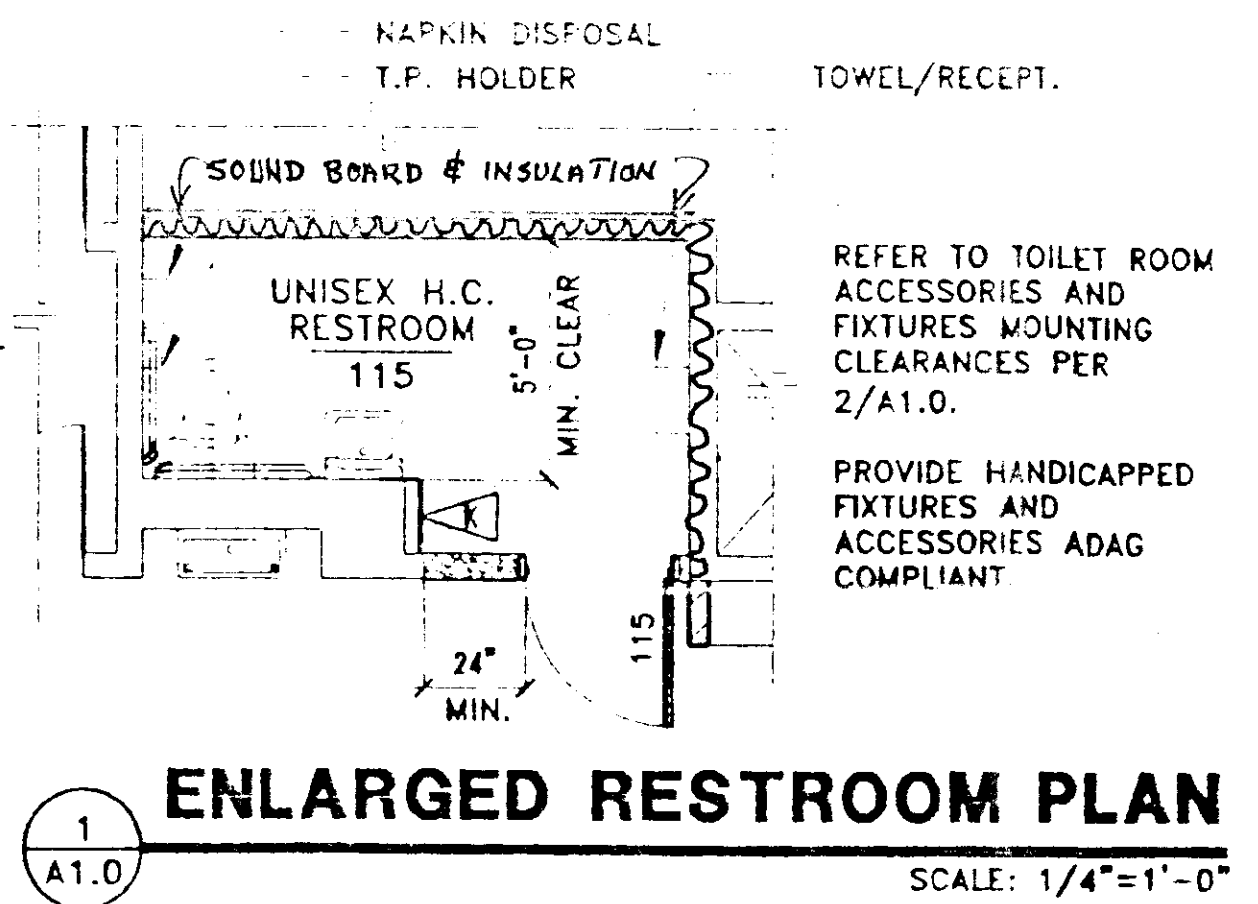 NAPKIN DISPOSAL
T.P. HOLDER
TOWEL/RECEPT.
SOUND BOARD & INSULATION
UNISEX H.C.
RESTROOM
115
5'-0"
MIN. CLEAR
REFER TO TOILET ROOM
ACCESSORIES AND
FIXTURES MOUNTING
CLEARANCES PER
2/A1.0.
PROVIDE HANDICAPPED
FIXTURES AND
ACCESSORIES ADAG
COMPLIANT.
K
115
24"
MIN.
1
A1.0
ENLARGED RESTROOM PLAN
SCALE: 1/4"=1'-0"